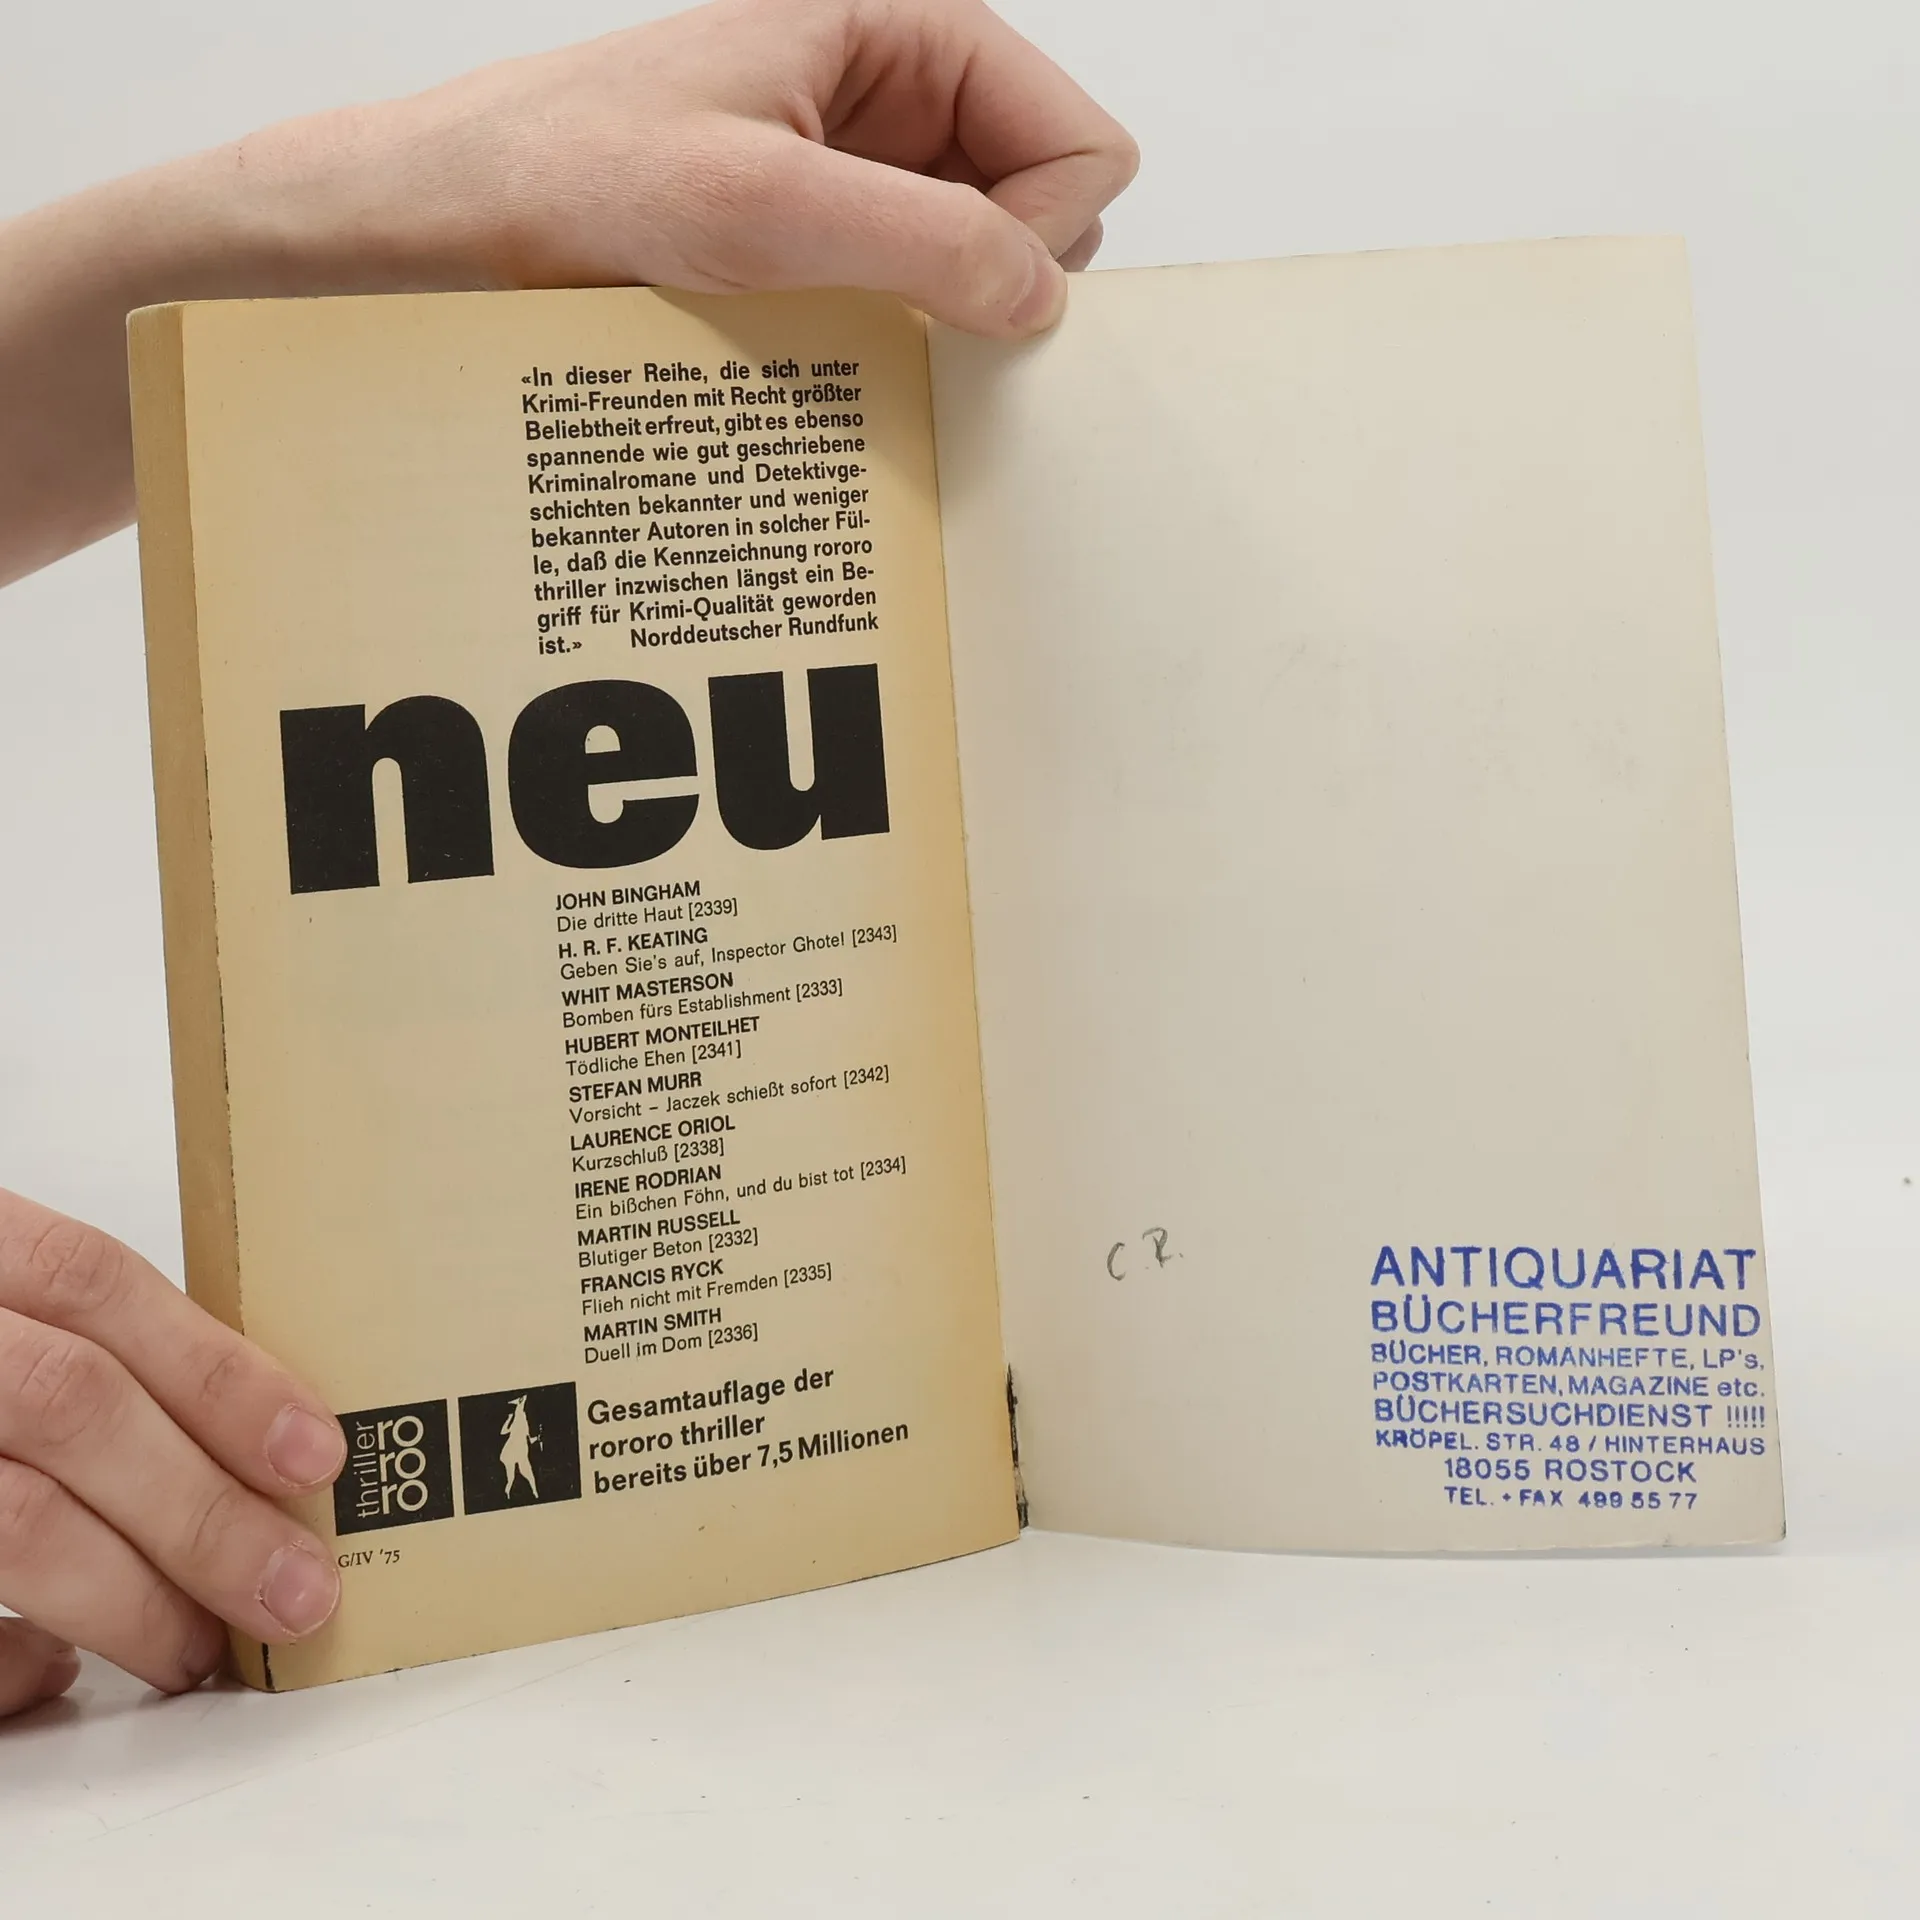 «In dieser Reihe, die sich unter
Krimi-Freunden mit Recht größter
Beliebtheit erfreut, gibt es ebenso
spannende wie gut geschriebene
Kriminalromane und Detektivge-
schichten bekannter und weniger
bekannter Autoren in solcher Fül-
le, daß die Kennzeichnung rororo
thriller inzwischen längst ein Be-
griff für Krimi-Qualität geworden
ist.» Norddeutscher Rundfunk
neu
JOHN BINGHAM
Die dritte Haut [2339]
H. R. F. KEATING
Geben Sie's auf, Inspector Ghote! [2343]
WHIT MASTERSON
Bomben fürs Establishment [2333]
HUBERT MONTEILHET
Tödliche Ehen [2341]
STEFAN MURR
Vorsicht – Jaczek schießt sofort [2342]
LAURENCE ORIOL
Kurzschluß [2338]
IRENE RODRIAN
Ein bißchen Föhn, und du bist tot [2334]
MARTIN RUSSELL
Blutiger Beton [2332]
FRANCIS RYCK
Flieh nicht mit Fremden [2335]
MARTIN SMITH
Duell im Dom [2336]
thriller
ro
ro
ro
Gesamtauflage der
rororo thriller
bereits über 7,5 Millionen
G/IV '75
C. R.
ANTIQUARIAT
BÜCHERFREUND
BÜCHER, ROMANHEFTE, LP's,
POSTKARTEN, MAGAZINE etc.
BÜCHERSUCHDIENST !!!!!
KRÖPEL. STR. 48 / HINTERHAUS
18055 ROSTOCK
TEL. + FAX 499 55 77